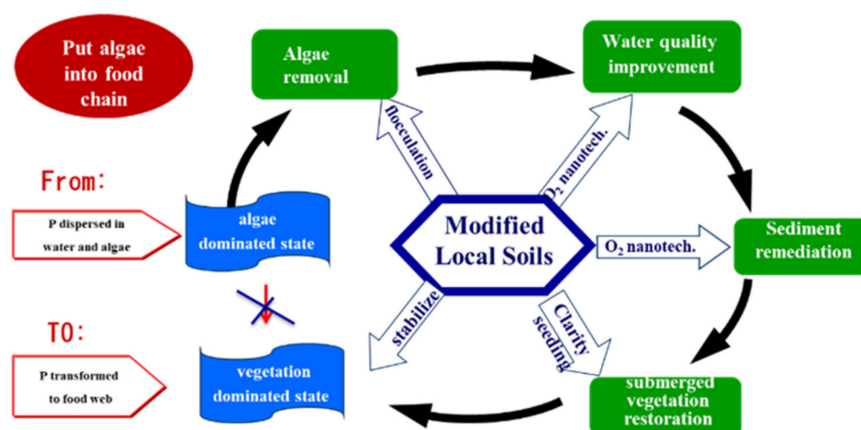 Put algae
into food
chain
Algae
removal
Water quality
improvement
flocculation
O₂ nanotech.
From:
P dispersed in
water and algae
algae
dominated state
Modified
Local Soils
O₂ nanotech.
Sediment
remediation
TO:
P transformed
to food web
stabilize
vegetation
dominated state
Clarity
seeding
submerged
vegetation
restoration